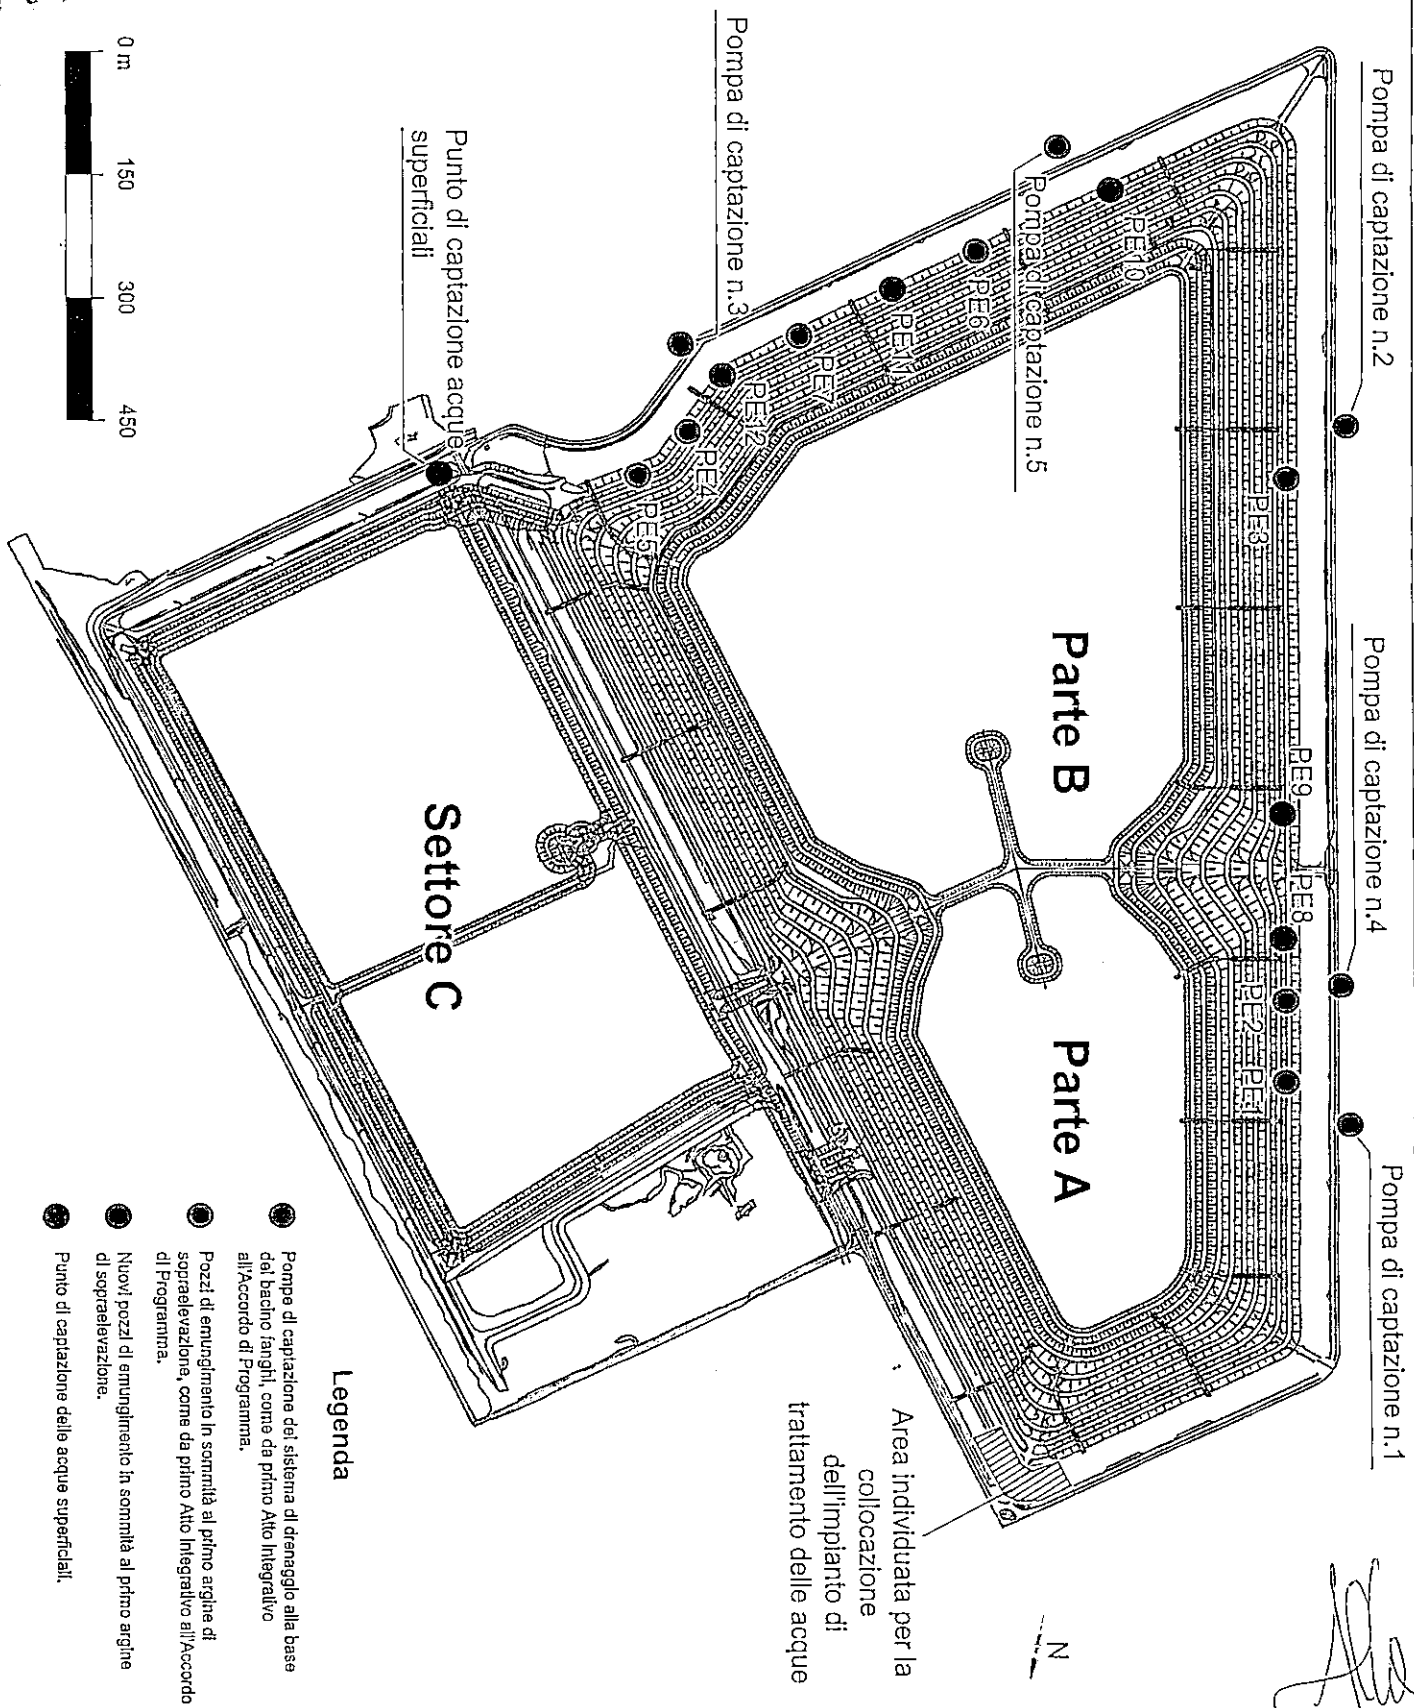 Pompa di captazione n.2
Pompa di captazione n.4
Pompa di captazione n.1
Pompa di captazione n.3
Pompa di captazione n.5
Punto di captazione acque
superficiali
PE10
PE6
PE11
PE7
PE12
PE4
PE5
PE3
PE9
PE8
PE2
PE1
Parte B
Parte A
Settore C
Area individuata per la
collocazione
dell'impianto di
trattamento delle acque
N
0 m
150
300
450
Legenda
Pompe di captazione del sistema di drenaggio alla base
del bacino fanghi, come da primo Atto Integrativo
all'Accordo di Programma.
Pozzi di emungimento in sommità al primo argine di
sopraelevazione, come da primo Atto Integrativo all'Accordo
di Programma.
Nuovi pozzi di emungimento in sommità al primo argine
di sopraelevazione.
Punto di captazione delle acque superficiali.